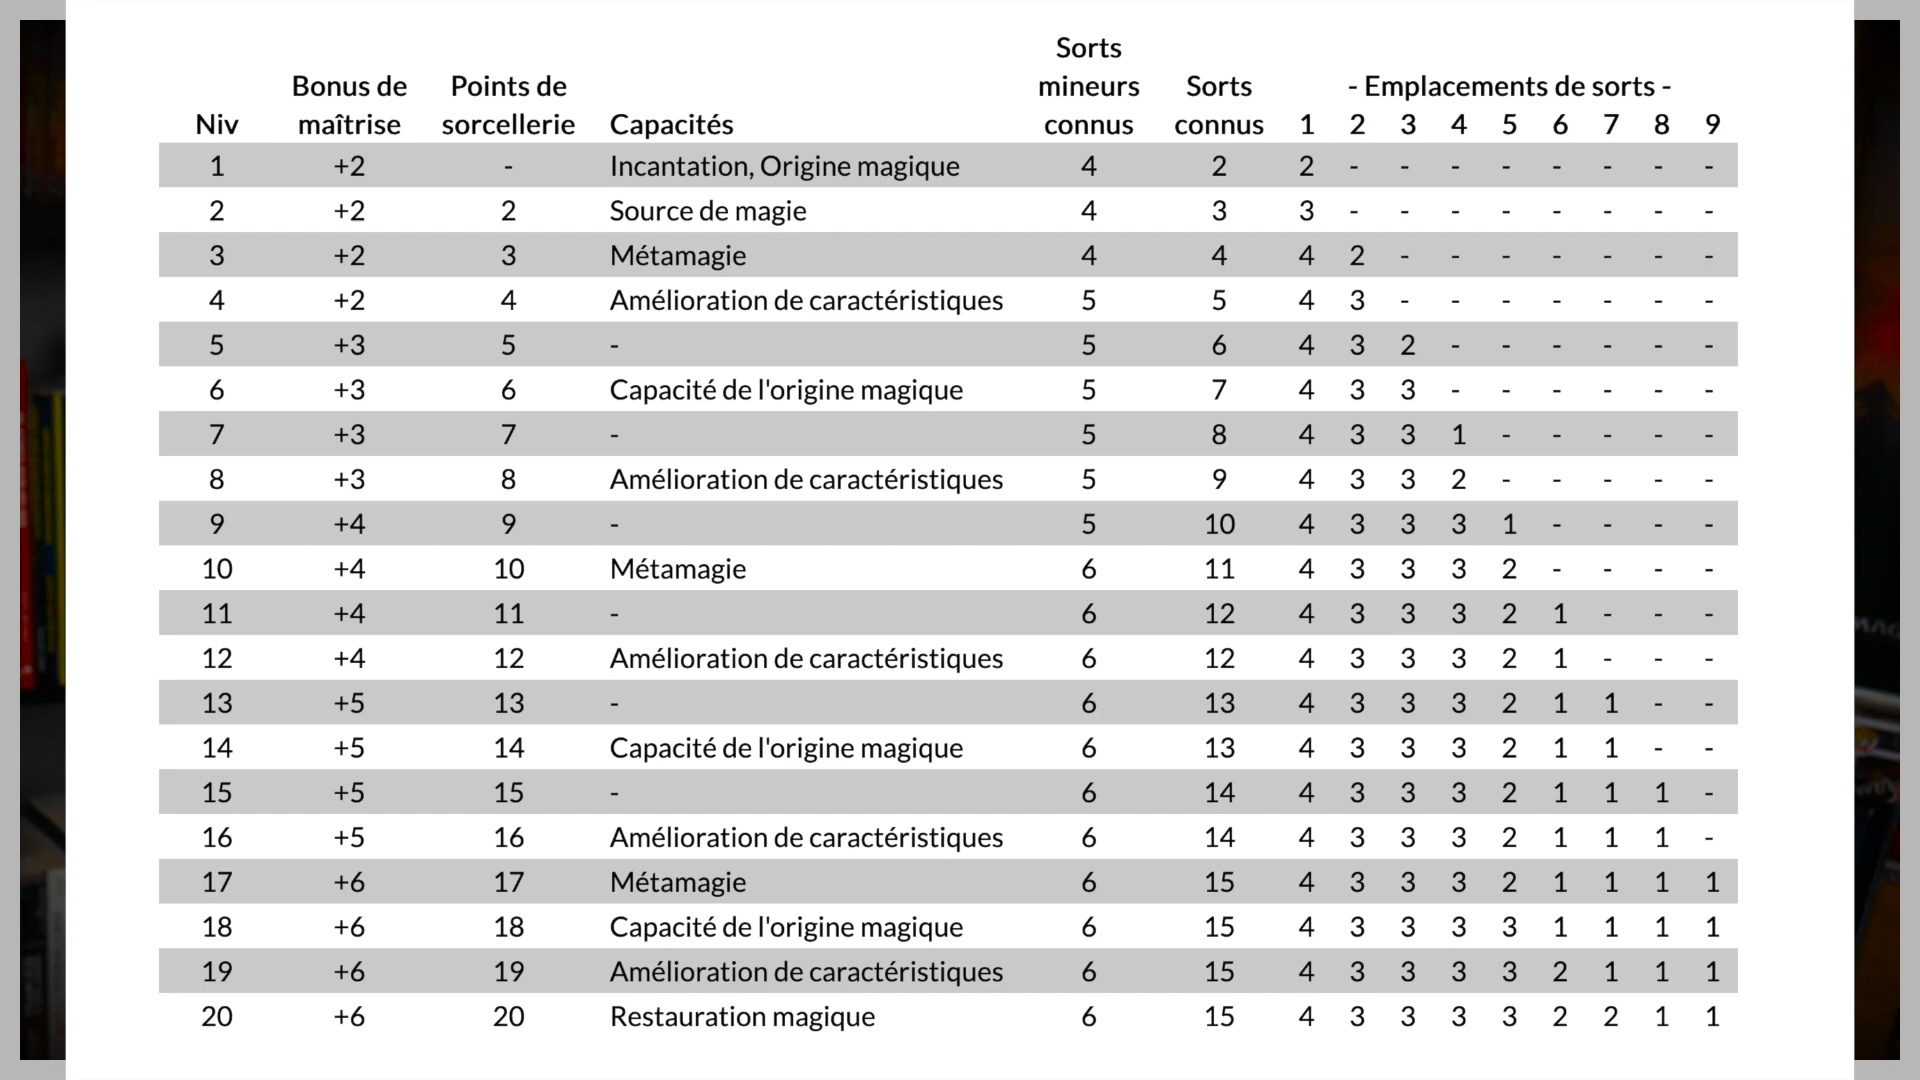 Sorts
Bonus de Points de mineurs Sorts - Emplacements de sorts -
Niv maîtrise sorcellerie Capacités connus connus 1 2 3 4 5 6 7 8 9
1 +2 - Incantation, Origine magique 4 2 2 - - - - - - - -
2 +2 2 Source de magie 4 3 3 - - - - - - - -
3 +2 3 Métamagie 4 4 4 2 - - - - - - -
4 +2 4 Amélioration de caractéristiques 5 5 4 3 - - - - - - -
5 +3 5 - 5 6 4 3 2 - - - - - -
6 +3 6 Capacité de l'origine magique 5 7 4 3 3 - - - - - -
7 +3 7 - 5 8 4 3 3 1 - - - - -
8 +3 8 Amélioration de caractéristiques 5 9 4 3 3 2 - - - - -
9 +4 9 - 5 10 4 3 3 3 1 - - - -
10 +4 10 Métamagie 6 11 4 3 3 3 2 - - - -
11 +4 11 - 6 12 4 3 3 3 2 1 - - -
12 +4 12 Amélioration de caractéristiques 6 12 4 3 3 3 2 1 - - -
13 +5 13 - 6 13 4 3 3 3 2 1 1 - -
14 +5 14 Capacité de l'origine magique 6 13 4 3 3 3 2 1 1 - -
15 +5 15 - 6 14 4 3 3 3 2 1 1 1 -
16 +5 16 Amélioration de caractéristiques 6 14 4 3 3 3 2 1 1 1 -
17 +6 17 Métamagie 6 15 4 3 3 3 2 1 1 1 1
18 +6 18 Capacité de l'origine magique 6 15 4 3 3 3 3 1 1 1 1
19 +6 19 Amélioration de caractéristiques 6 15 4 3 3 3 3 2 1 1 1
20 +6 20 Restauration magique 6 15 4 3 3 3 3 2 2 1 1